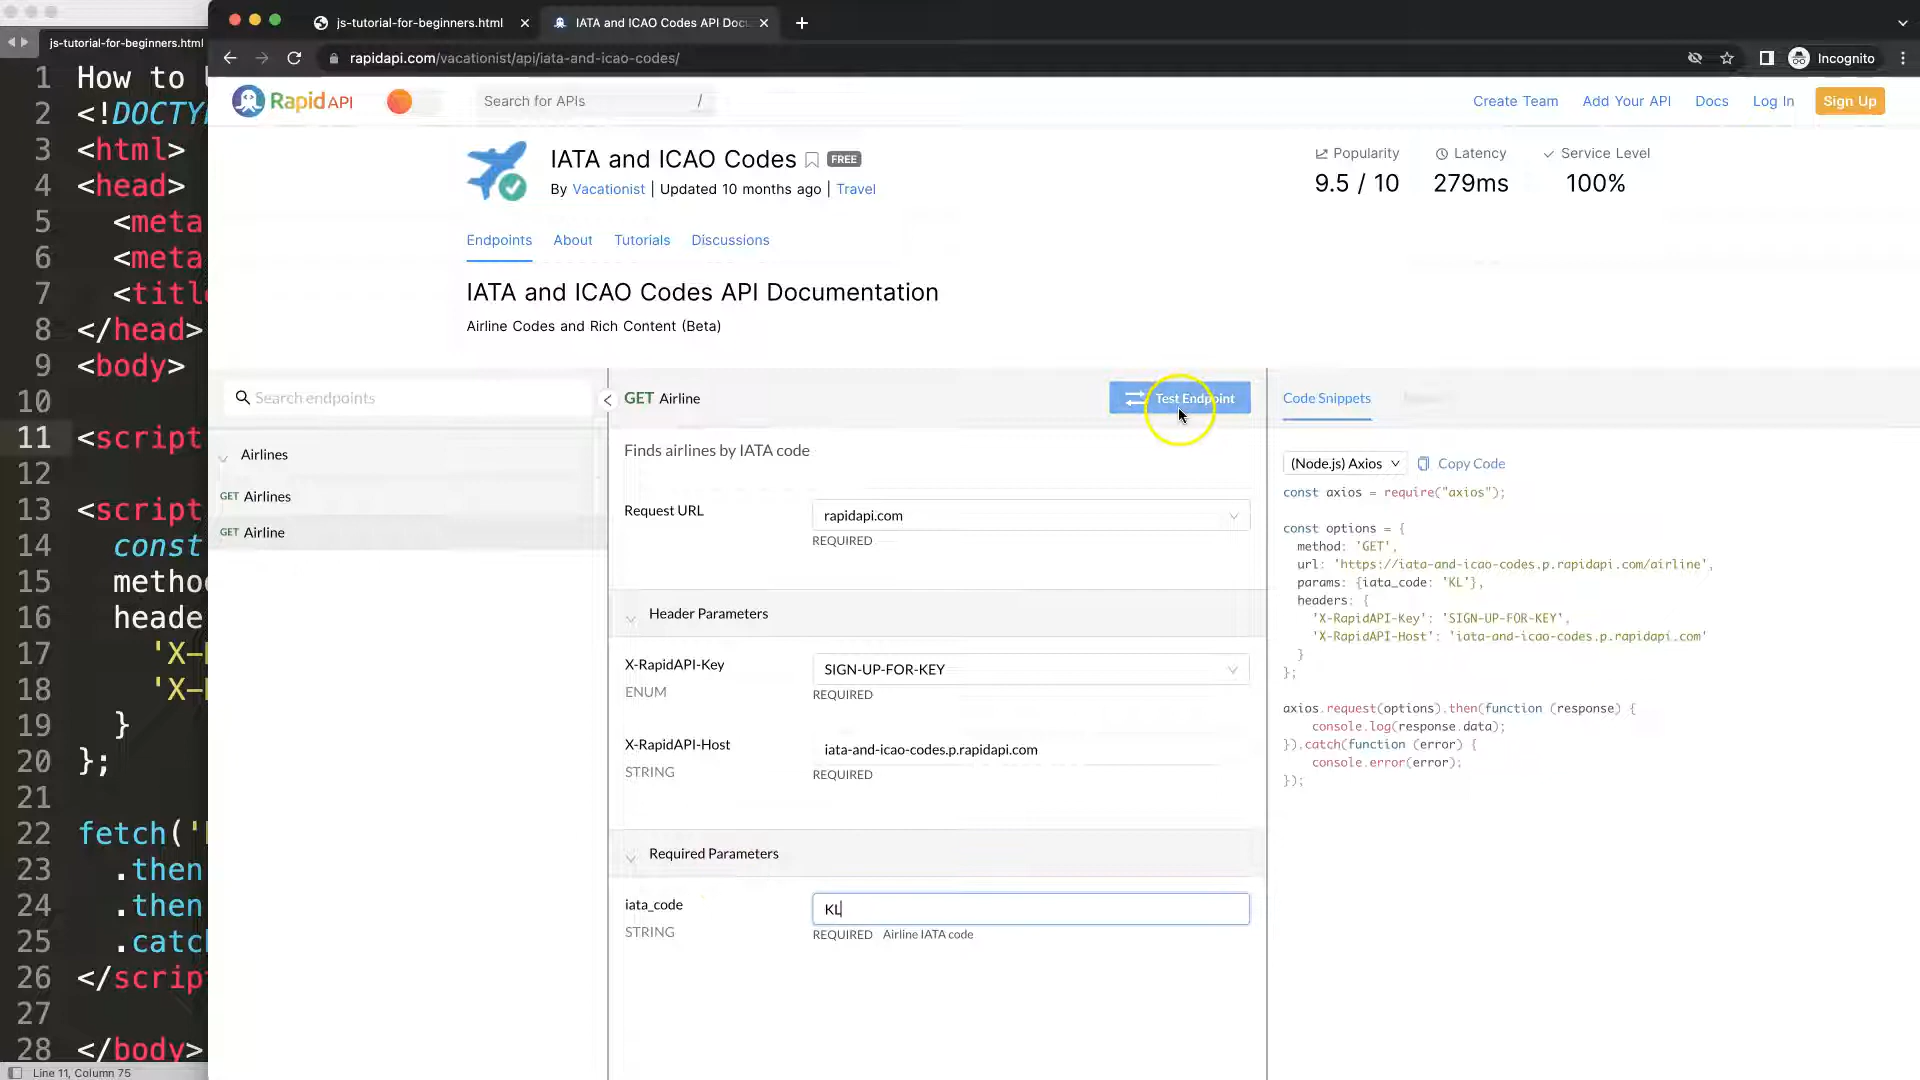 js-tutorial-for-beginners.html
IATA and ICAO Codes API Doc
js-tutorial-for-beginners.html
rapidapi.com/vacationist/api/iata-and-icao-codes/
Incognito
Rapid API
Search for APIs /
Create Team
Add Your API
Docs
Log In
Sign Up
IATA and ICAO Codes FREE
By Vacationist | Updated 10 months ago | Travel
Popularity
9.5 / 10
Latency
279ms
Service Level
100%
Endpoints
About
Tutorials
Discussions
IATA and ICAO Codes API Documentation
Airline Codes and Rich Content (Beta)
Search endpoints
Airlines
GET Airlines
GET Airline
GET Airline
Test Endpoint
Finds airlines by IATA code
Request URL
rapidapi.com
REQUIRED
Header Parameters
X-RapidAPI-Key
ENUM
SIGN-UP-FOR-KEY
REQUIRED
X-RapidAPI-Host
STRING
iata-and-icao-codes.p.rapidapi.com
REQUIRED
Required Parameters
iata_code
STRING
KL
REQUIRED Airline IATA code
Code Snippets
(Node.js) Axios
Copy Code
const axios = require("axios");
const options = {
method: 'GET',
url: 'https://iata-and-icao-codes.p.rapidapi.com/airline',
params: {iata_code: 'KL'},
headers: {
'X-RapidAPI-Key': 'SIGN-UP-FOR-KEY',
'X-RapidAPI-Host': 'iata-and-icao-codes.p.rapidapi.com'
}
};
axios.request(options).then(function (response) {
console.log(response.data);
}).catch(function (error) {
console.error(error);
});
1 How to
2 <!DOCTY
3 <html>
4 <head>
5 <meta
6 <meta
7 <titl
8 </head>
9 <body>
10
11 <script
12
13 <script
14 const
15 metho
16 heade
17 'X-
18 'X-
19 }
20 };
21
22 fetch('
23 .then
24 .then
25 .catc
26 </scrip
27
28 </body>
Line 11, Column 75